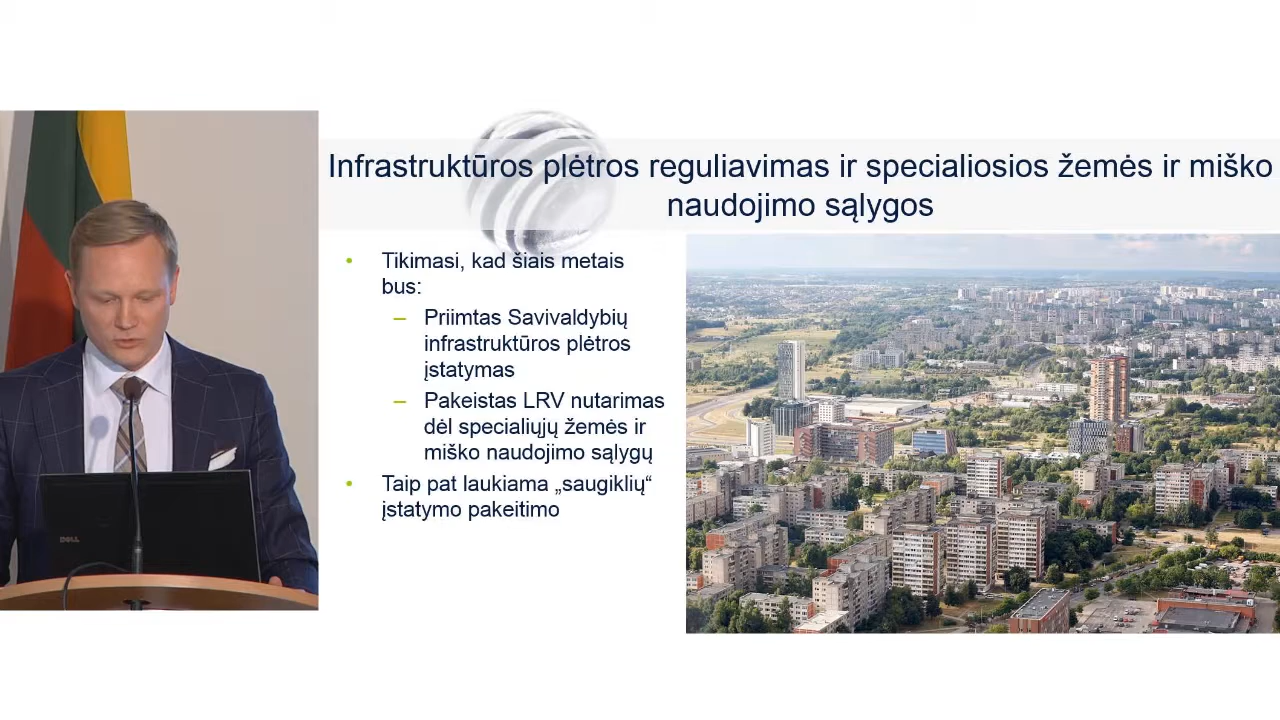 Infrastruktūros plėtros reguliavimas ir specialiosios žemės ir miško
naudojimo sąlygos
• Tikimasi, kad šiais metais
bus:
– Priimtas Savivaldybių
infrastruktūros plėtros
įstatymas
– Pakeistas LRV nutarimas
dėl specialiųjų žemės ir
miško naudojimo sąlygų
• Taip pat laukiama „saugiklių“
įstatymo pakeitimo
DELL